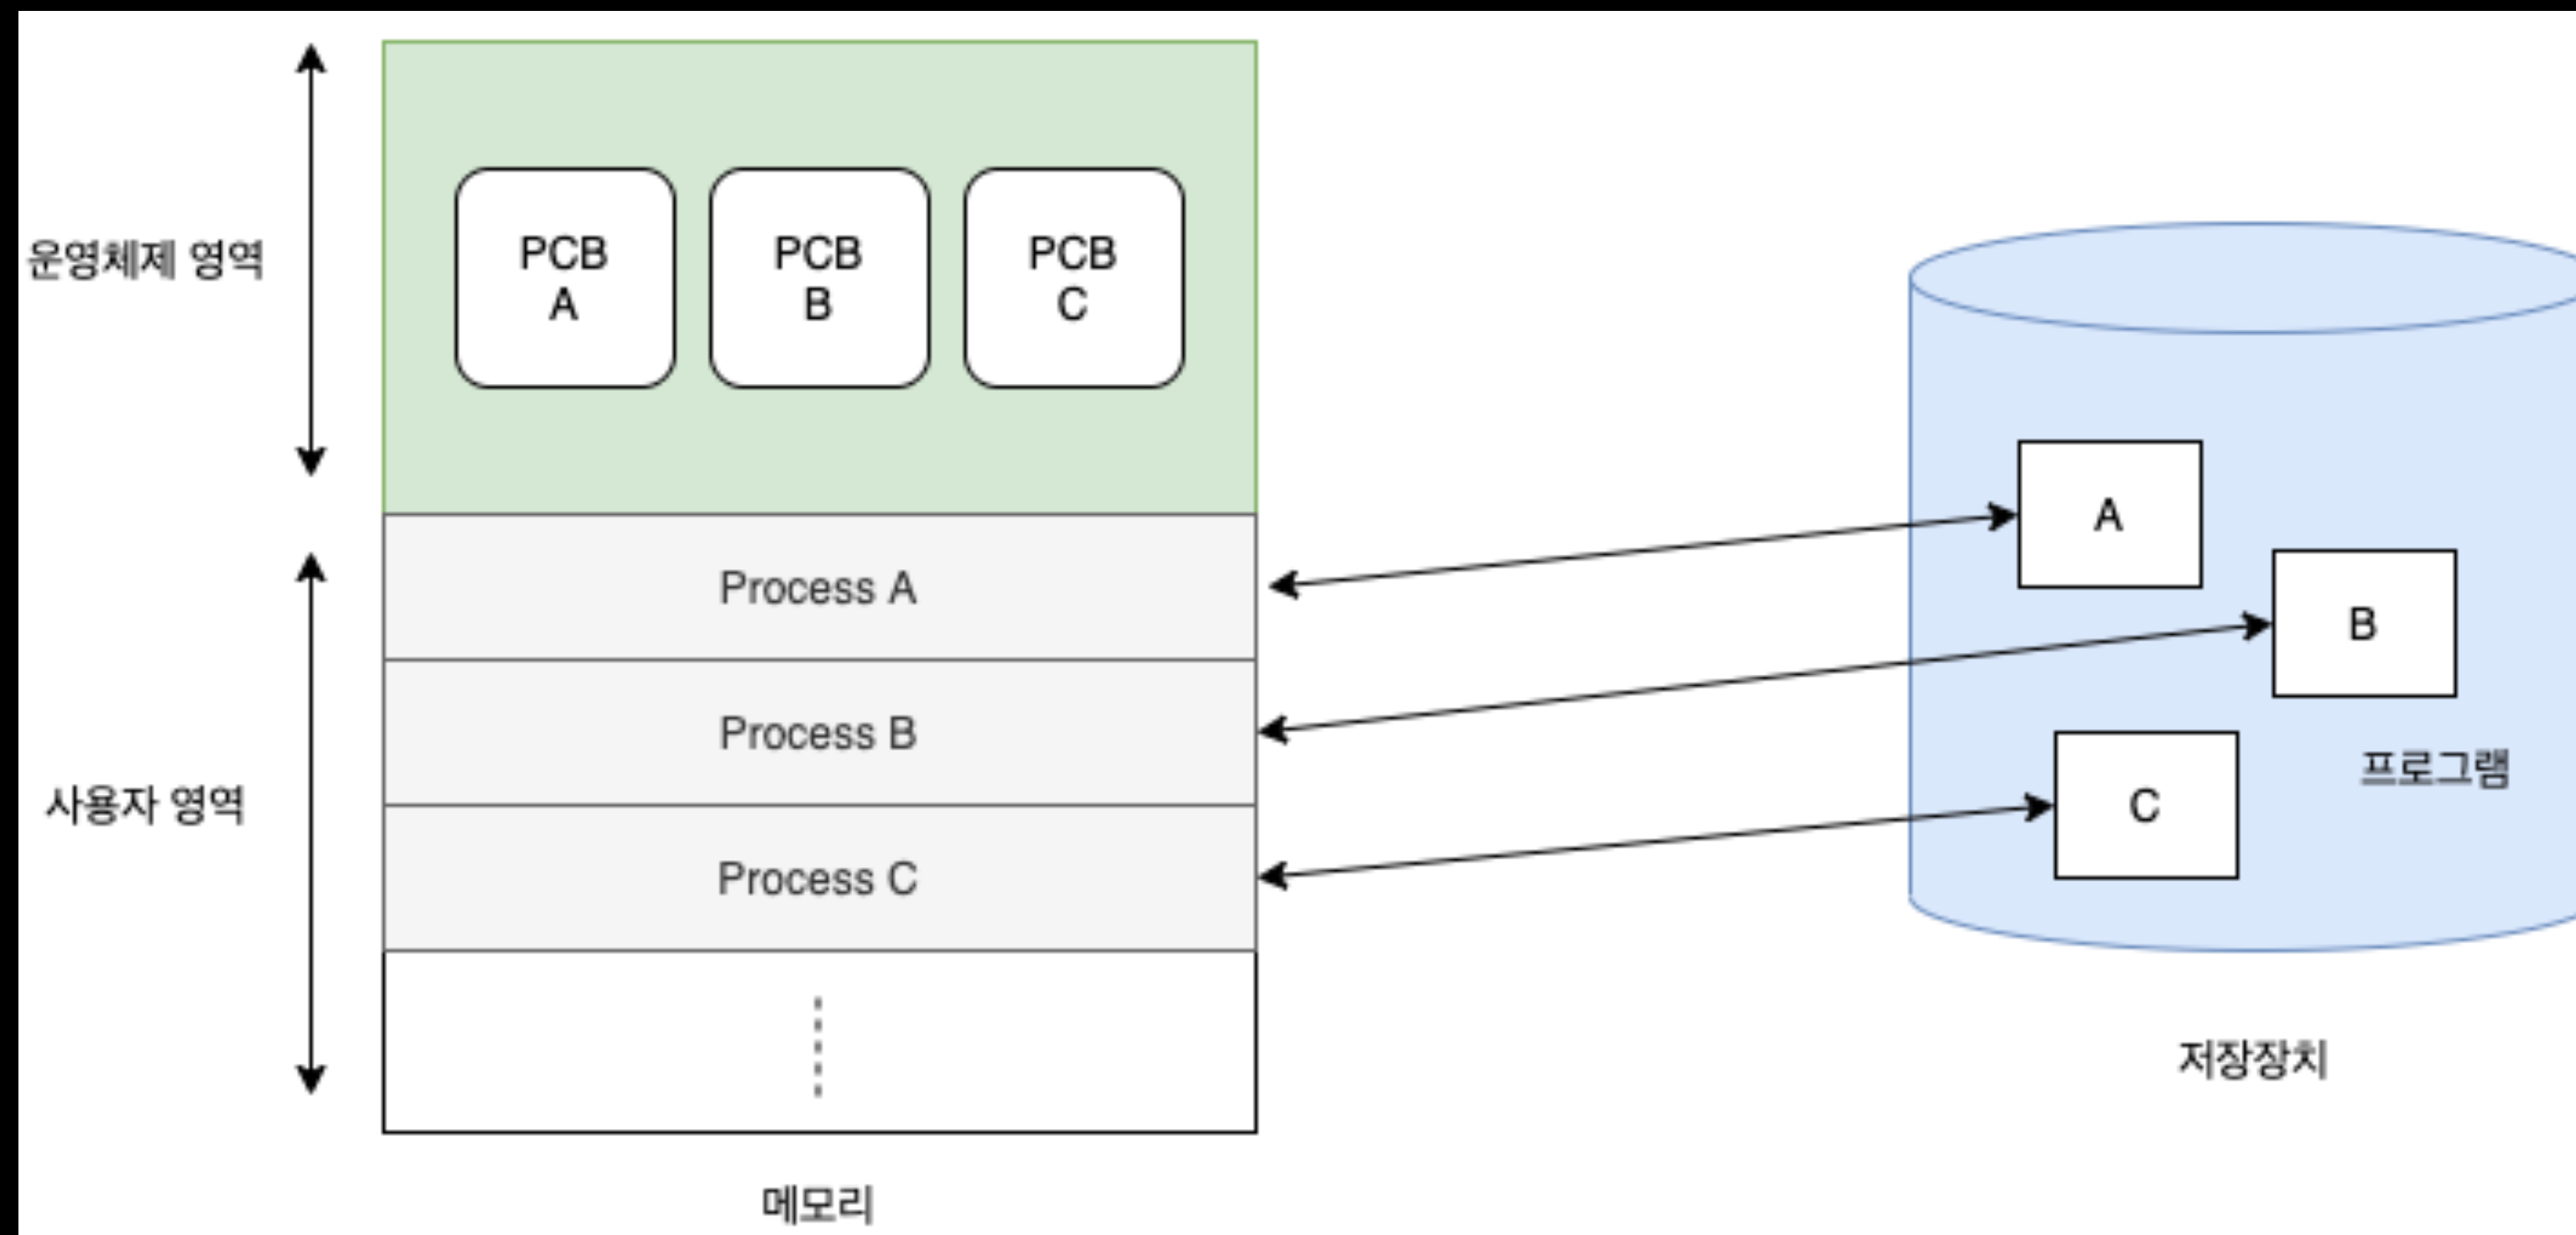 운영체제 영역
PCB
A
PCB
B
PCB
C
사용자 영역
Process A
Process B
Process C
메모리
A
B
C
프로그램
저장장치